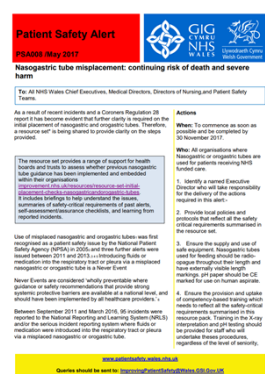 Patient Safety Alert
PSA008 /May 2017
GIG
CYMRU
NHS
WALES
Nasogastric tube misplacement: continuing risk of death and severe
harm
To: All NHS Wales Chief Executives, Medical Directors, Directors of Nursing,and Patient Safety
Teams.
As a result of recent incidents and a Coroners Regulation 28
report it has become evident that further clarity is required on the
initial placement of nasogastric and orogastric tubes. Therefore,
a resource set* is being shared to provide clarity on the steps
provided.
The resource set provides a range of support for health
boards and trusts to assess whether previous nasogastric
tube guidance has been implemented and embedded
within their organisations
improvement.nhs.uk/resources/resource-set-initial-
placement-checks-nasogastricandorogastric-tubes.
It includes briefings to help understand the issues,
summaries of safety-critical requirements of past alerts,
self-assessment/assurance checklists, and learning from
reported incidents.
Use of misplaced nasogastric and orogastric tubes was first
recognised as a patient safety issue by the National Patient
Safety Agency (NPSA) in 2005 and three further alerts were
issued between 2011 and 2013. Introducing fluids or
medication into the respiratory tract or pleura via a misplaced
nasogastric or orogastric tube is a Never Event
Never Events are considered 'wholly preventable where
guidance or safety recommendations that provide strong
systemic protective barriers are available at a national level, and
should have been implemented by all healthcare providers.'
Between September 2011 and March 2016, 95 incidents were
reported to the National Reporting and Learning System (NRLS)
and/or the serious incident reporting system where fluids or
medication were introduced into the respiratory tract or pleura
via a misplaced nasogastric or orogastric tube.
Actions
When: To commence as soon as
possible and be completed by
30 November 2017.
Who: All organisations where
Nasogastric or orogastric tubes are
used for patients receiving NHS
funded care.
1. Identify a named Executive
Director who will take responsibility
for the delivery of the actions
required in this alert:-
2. Provide local policies and
protocols that reflect all the safety
critical requirements summarised in
the resource set.
3. Ensure the supply and use of
safe equipment. Nasogastric tubes
used for feeding should be radio-
opaque throughout their length and
have externally visible length
markings. pH paper should be CE
marked for use on human aspirate.
4. Ensure the provision and uptake
of competency-based training which
needs to reflect all the safety-critical
requirements summarised in this
resource pack. Training in the X-ray
interpretation and pH testing should
be provided for staff who will
undertake theses procedures,
regardless of the level of seniority,
www.patientsafety.wales.nhs.uk
Queries should be sent to: ImprovingPatientSafety@Wales.GSI.Gov.UK